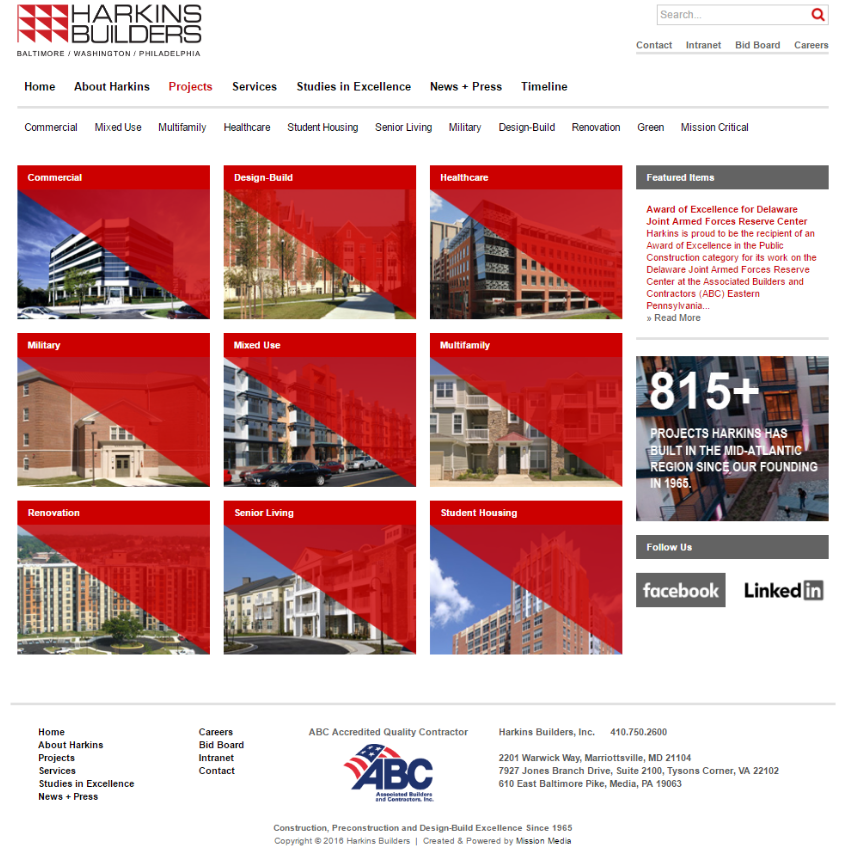 HARKINS
BUILDERS
BALTIMORE / WASHINGTON / PHILADELPHIA
Search...
Contact Intranet Bid Board Careers
Home About Harkins Projects Services Studies in Excellence News + Press Timeline
Commercial Mixed Use Multifamily Healthcare Student Housing Senior Living Military Design-Build Renovation Green Mission Critical
Commercial
Design-Build
Healthcare
Military
Mixed Use
Multifamily
Renovation
Senior Living
Student Housing
Featured Items
Award of Excellence for Delaware
Joint Armed Forces Reserve Center
Harkins is proud to be the recipient of an
Award of Excellence in the Public
Construction category for its work on the
Delaware Joint Armed Forces Reserve
Center at the Associated Builders and
Contractors (ABC) Eastern
Pennsylvania...
» Read More
815+
PROJECTS HARKINS HAS
BUILT IN THE MID-ATLANTIC
REGION SINCE OUR FOUNDING
IN 1965.
Follow Us
facebook
Linked in
Home
About Harkins
Projects
Services
Studies in Excellence
News + Press
Careers
Bid Board
Intranet
Contact
ABC Accredited Quality Contractor
ABC
Associated Builders
and Contractors, Inc.
Harkins Builders, Inc. 410.750.2600
2201 Warwick Way, Marriottsville, MD 21104
7927 Jones Branch Drive, Suite 2100, Tysons Corner, VA 22102
610 East Baltimore Pike, Media, PA 19063
Construction, Preconstruction and Design-Build Excellence Since 1965
Copyright © 2016 Harkins Builders | Created & Powered by Mission Media